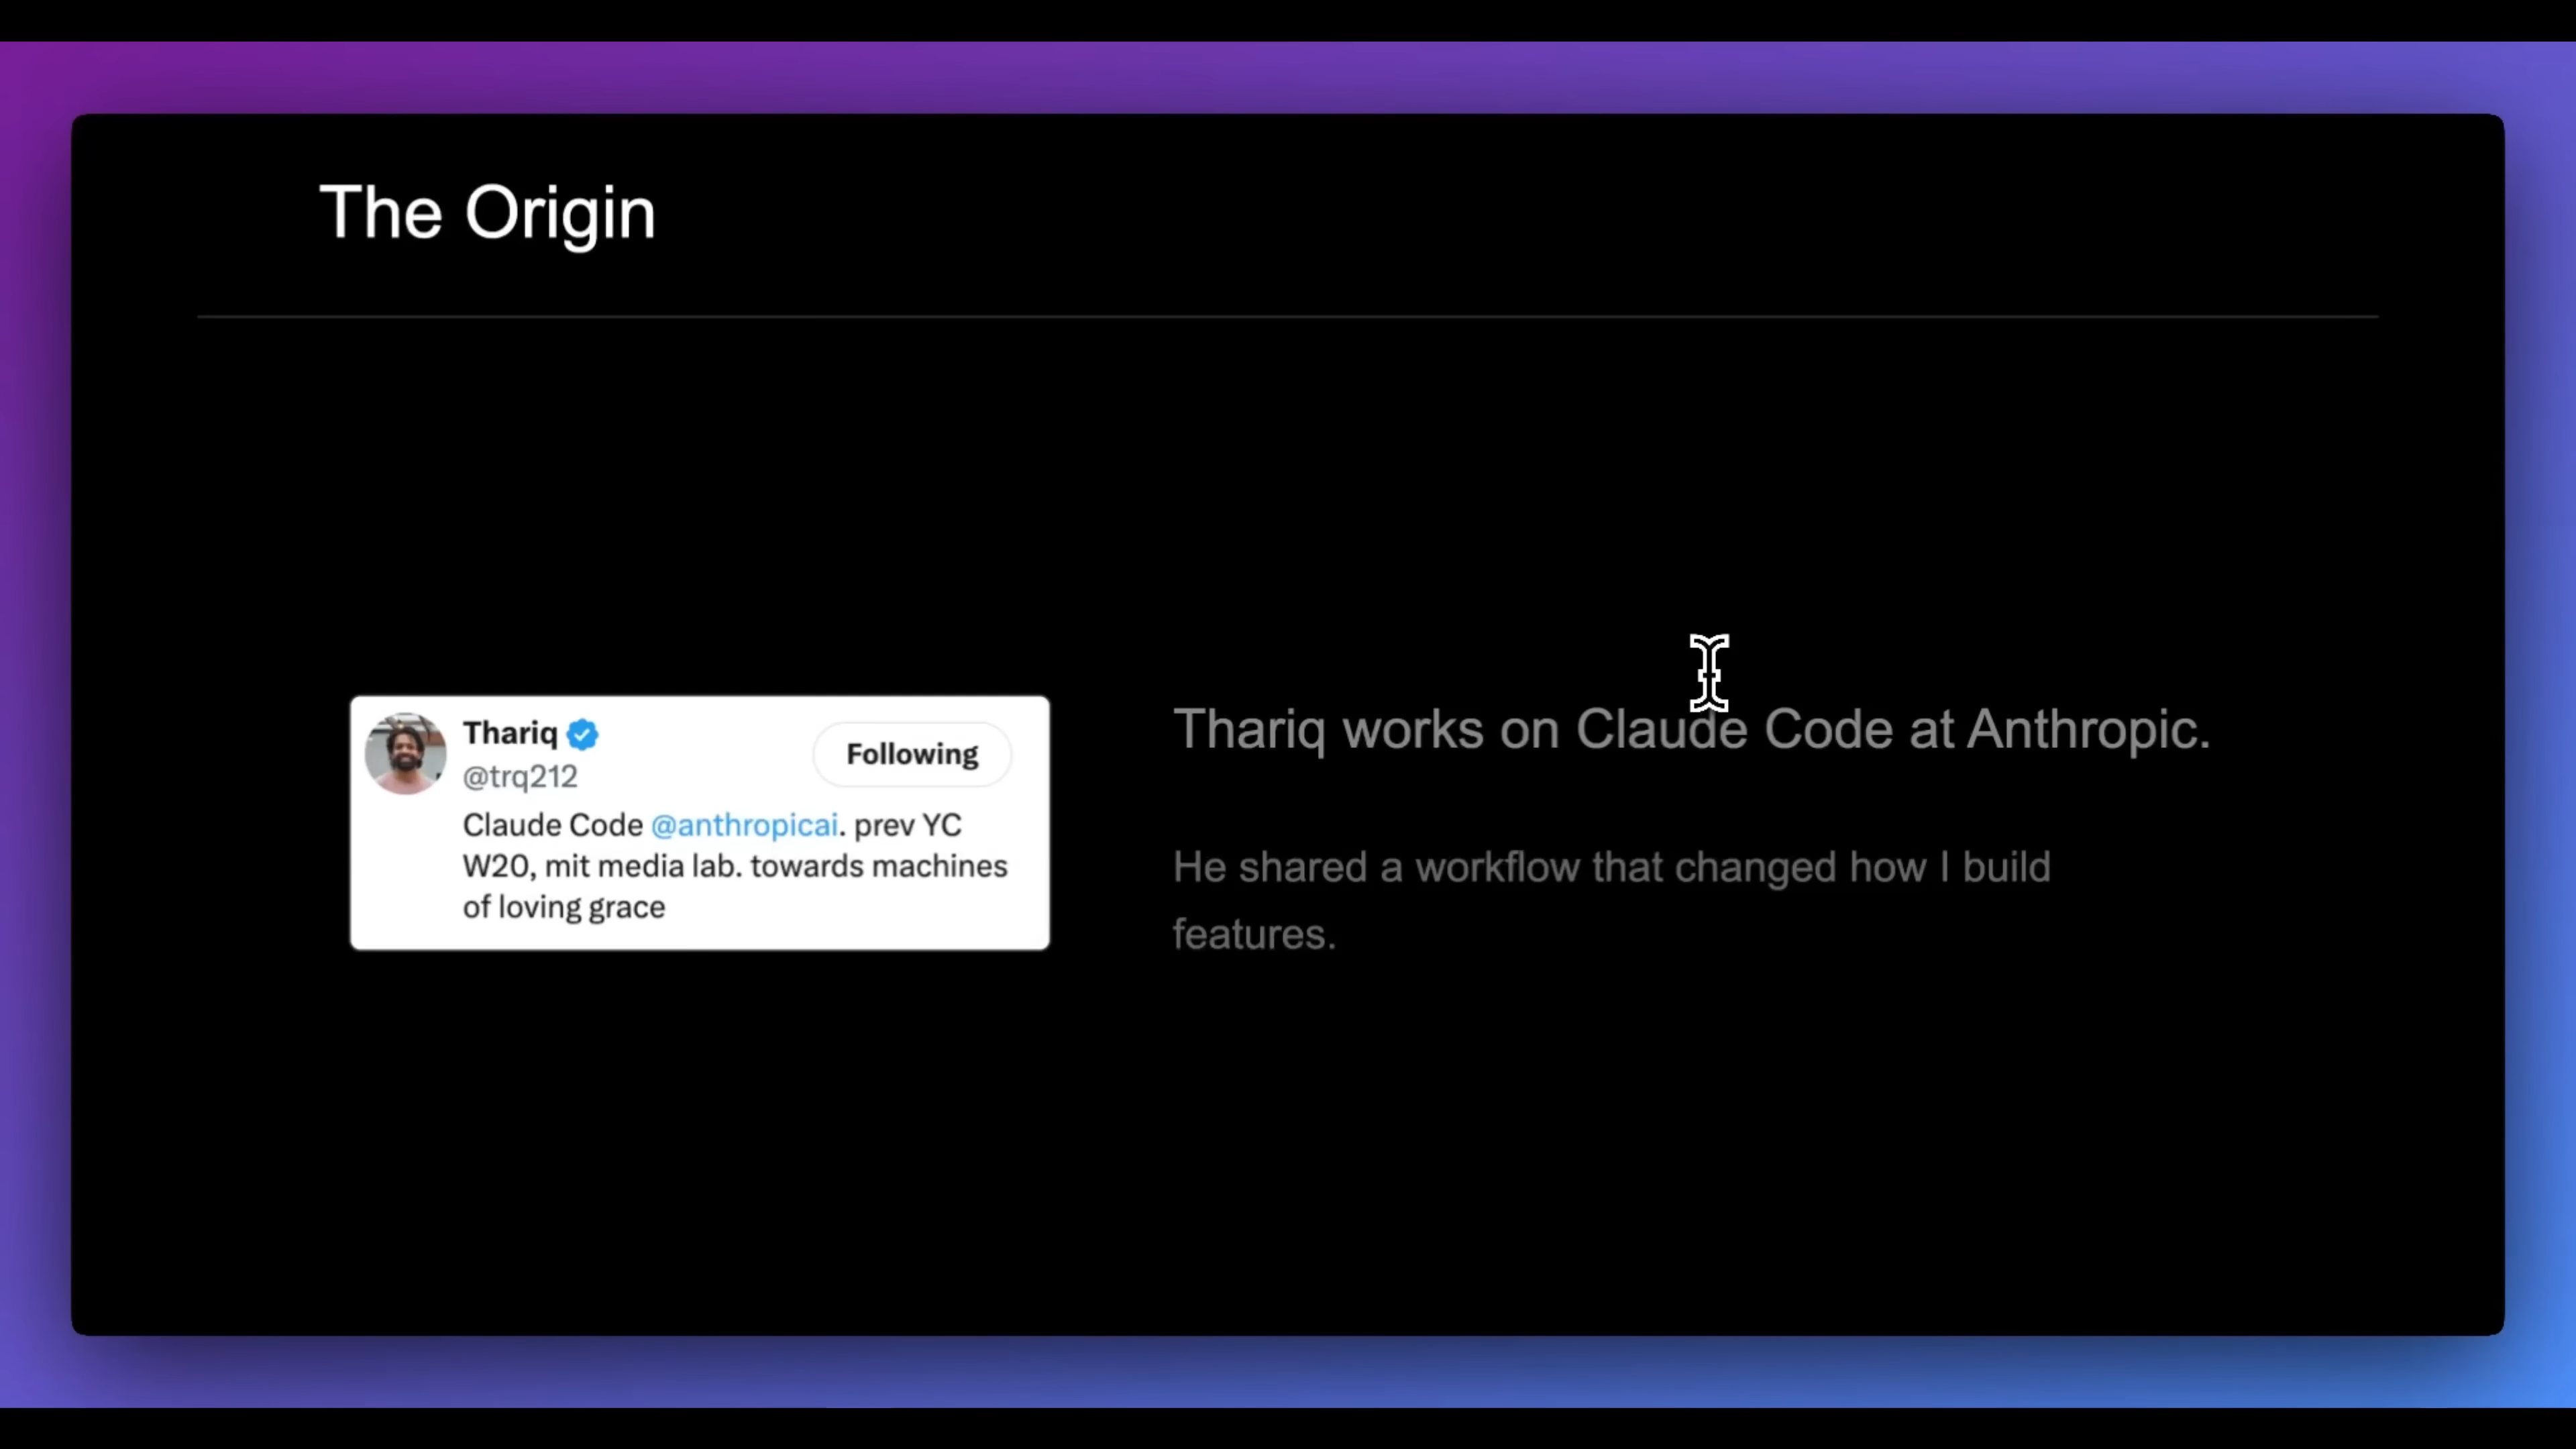 The Origin
Thariq
Following
@trq212
Claude Code @anthropicai. prev YC
W20, mit media lab. towards machines
of loving grace
Thariq works on Claude Code at Anthropic.
He shared a workflow that changed how I build
features.